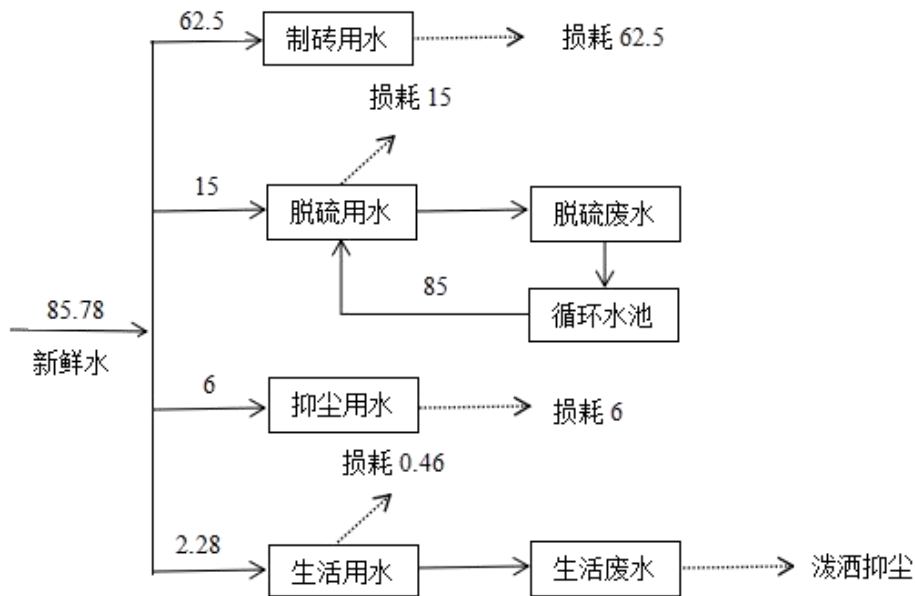 62.5
制砖用水
损耗 62.5
损耗 15
15
脱硫用水
脱硫废水
85
循环水池
85.78
新鲜水
6
抑尘用水
损耗 6
损耗 0.46
2.28
生活用水
生活废水
泼洒抑尘